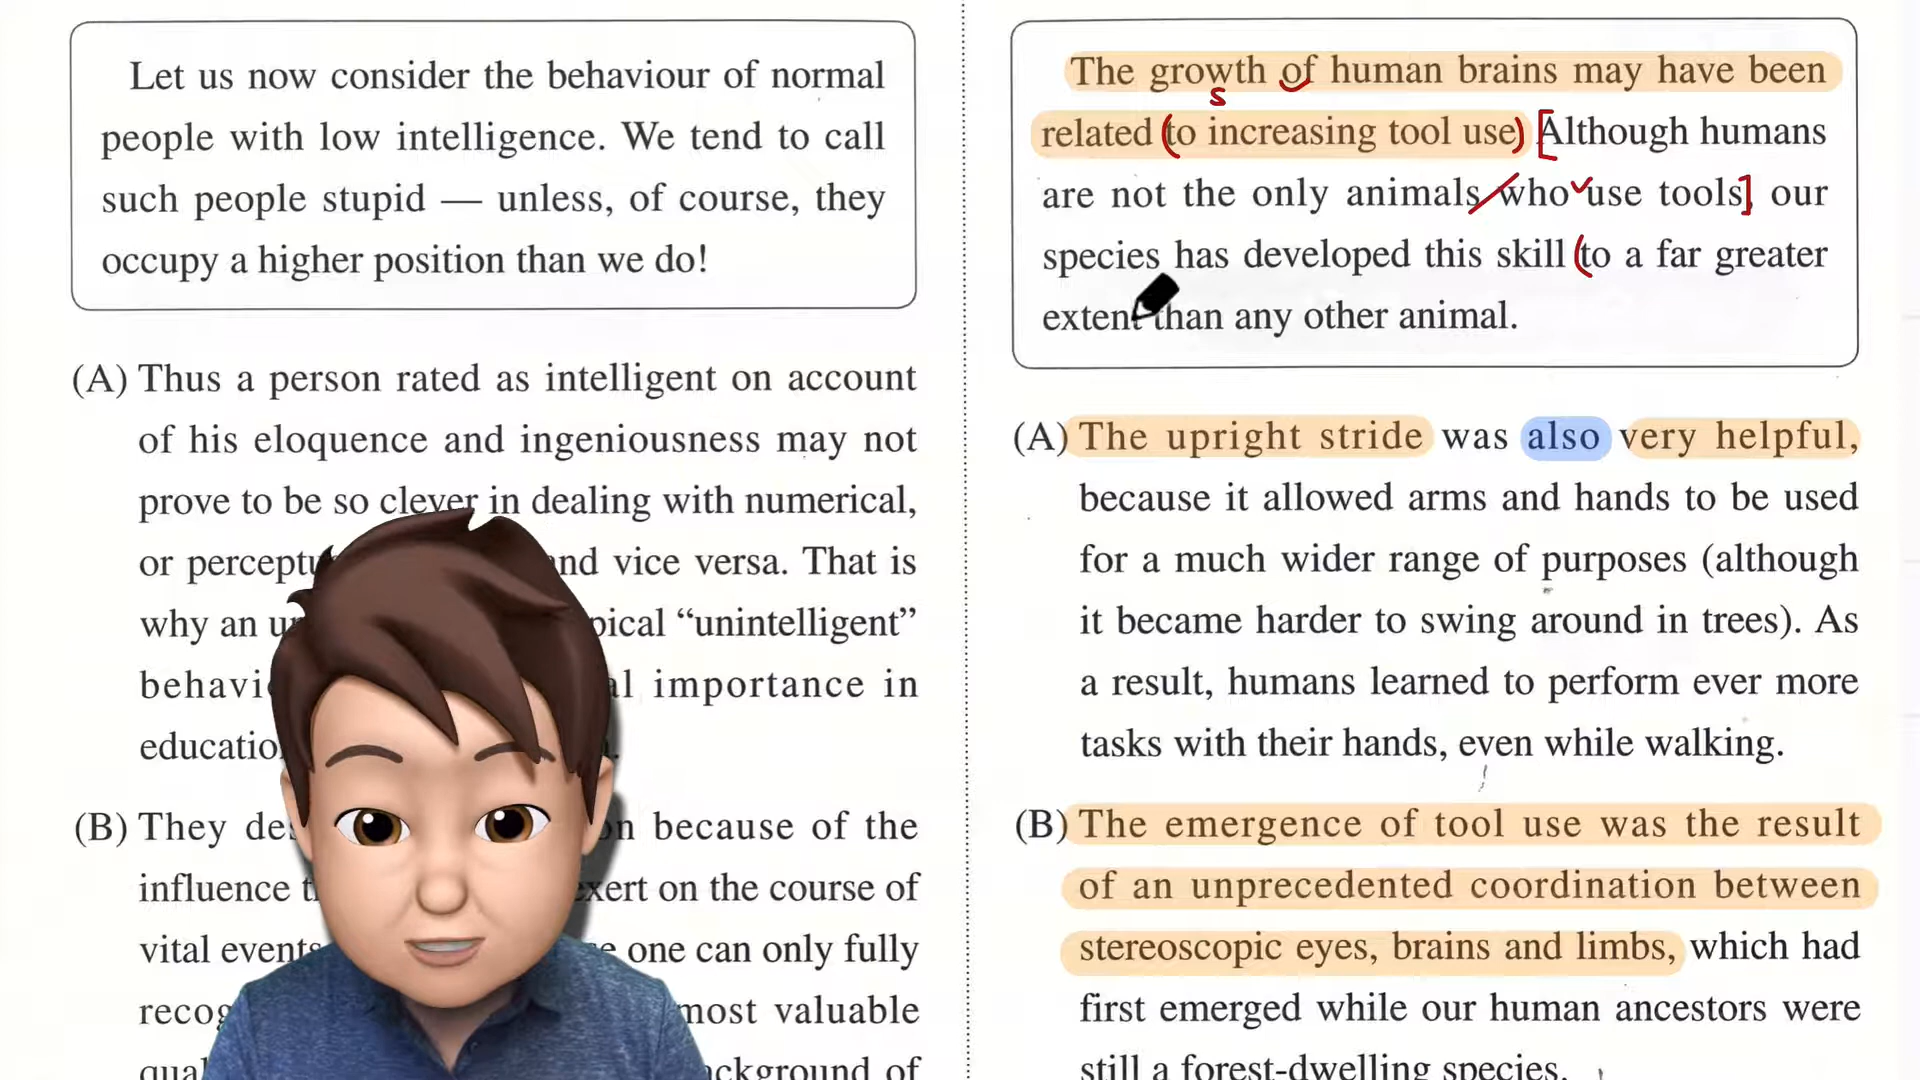 Let us now consider the behaviour of normal
people with low intelligence. We tend to call
such people stupid — unless, of course, they
occupy a higher position than we do!
(A) Thus a person rated as intelligent on account
of his eloquence and ingeniousness may not
prove to be so clever in dealing with numerical,
or and vice versa. That is
why an "unintelligent"
importance in
(B) They because of the
influence exert on the course of
vital events one can only fully
most valuable
of
The growth of human brains may have been
s
related (to increasing tool use) [Although humans
are not the only animals who use tools], our
species has developed this skill (to a far greater
extent than any other animal.
(A) The upright stride was also very helpful,
because it allowed arms and hands to be used
for a much wider range of purposes (although
it became harder to swing around in trees). As
a result, humans learned to perform ever more
tasks with their hands, even while walking.
(B) The emergence of tool use was the result
of an unprecedented coordination between
stereoscopic eyes, brains and limbs, which had
first emerged while our human ancestors were
still a forest-dwelling species.